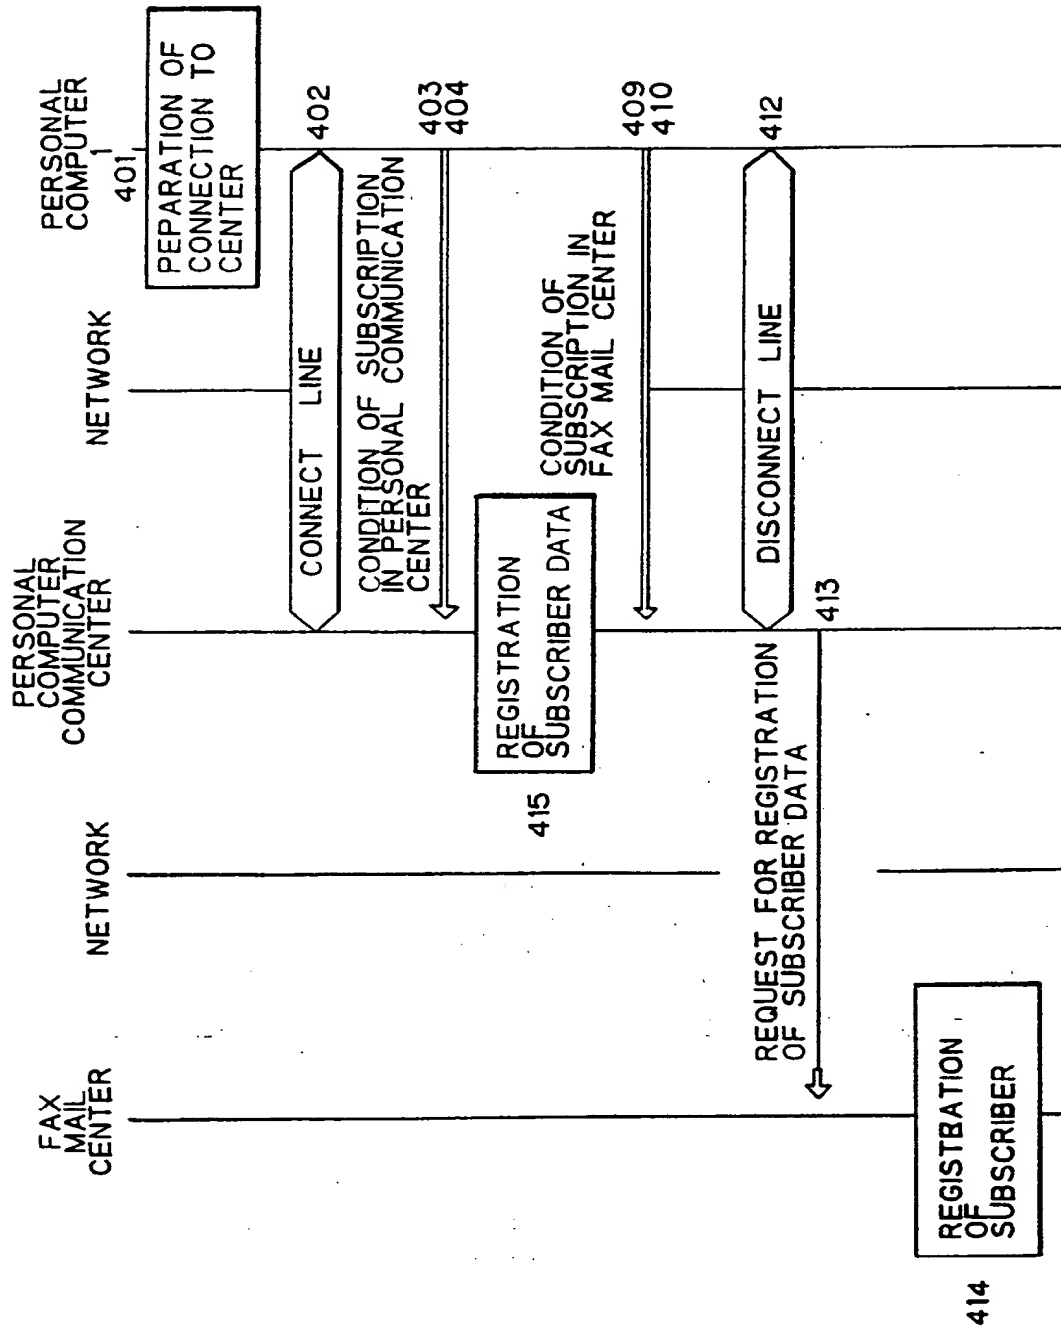 FAX
MAIL
CENTER
NETWORK
PERSONAL
COMPUTER
COMMUNICATION
CENTER
NETWORK
PERSONAL
COMPUTER
1
401
PEPARATION OF
CONNECTION TO
CENTER
CONNECT LINE
402
CONDITION OF SUBSCRIPTION
IN PERSONAL COMMUNICATION
CENTER
403
404
415
REGISTRATION
OF
SUBSCRIBER DATA
CONDITION OF
SUBSCRIPTION IN
FAX MAIL CENTER
409
410
DISCONNECT LINE
412
REQUEST FOR REGISTRATION
OF SUBSCRIBER DATA
413
414
REGISTBATION
OF
SUBSCRIBER